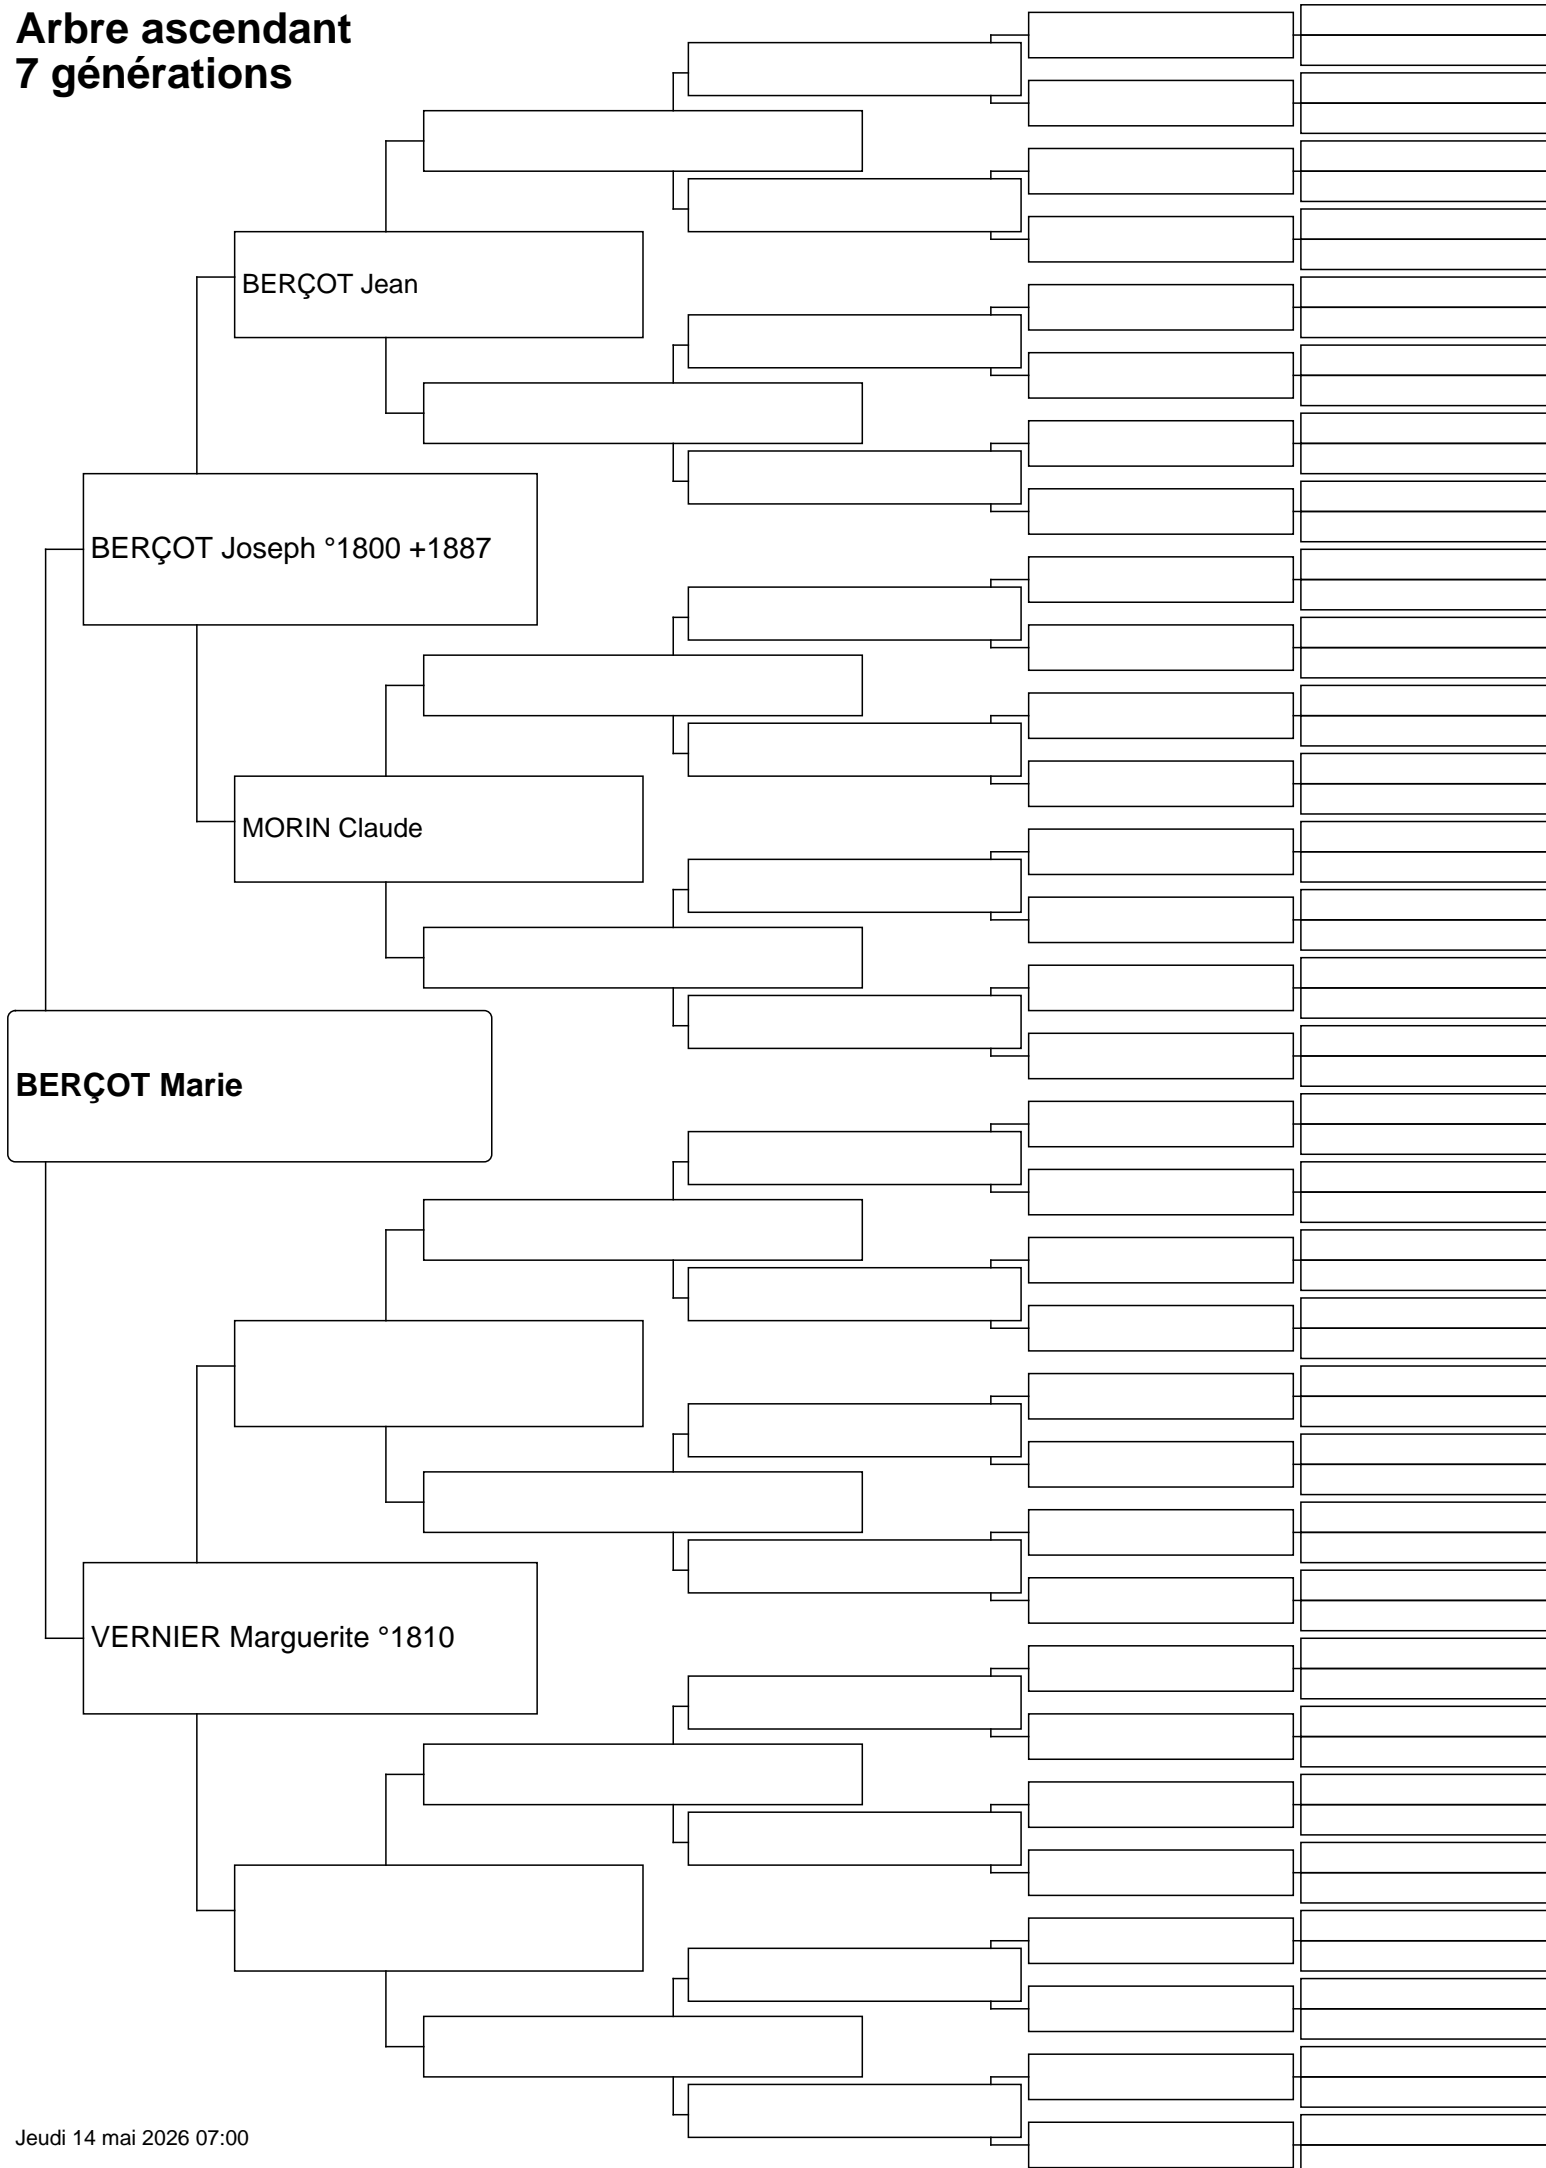 Arbre ascendant
7 générations
BERÇOT Jean
BERÇOT Joseph °1800 +1887
MORIN Claude
BERÇOT Marie
VERNIER Marguerite °1810
Jeudi 14 mai 2026 07:00